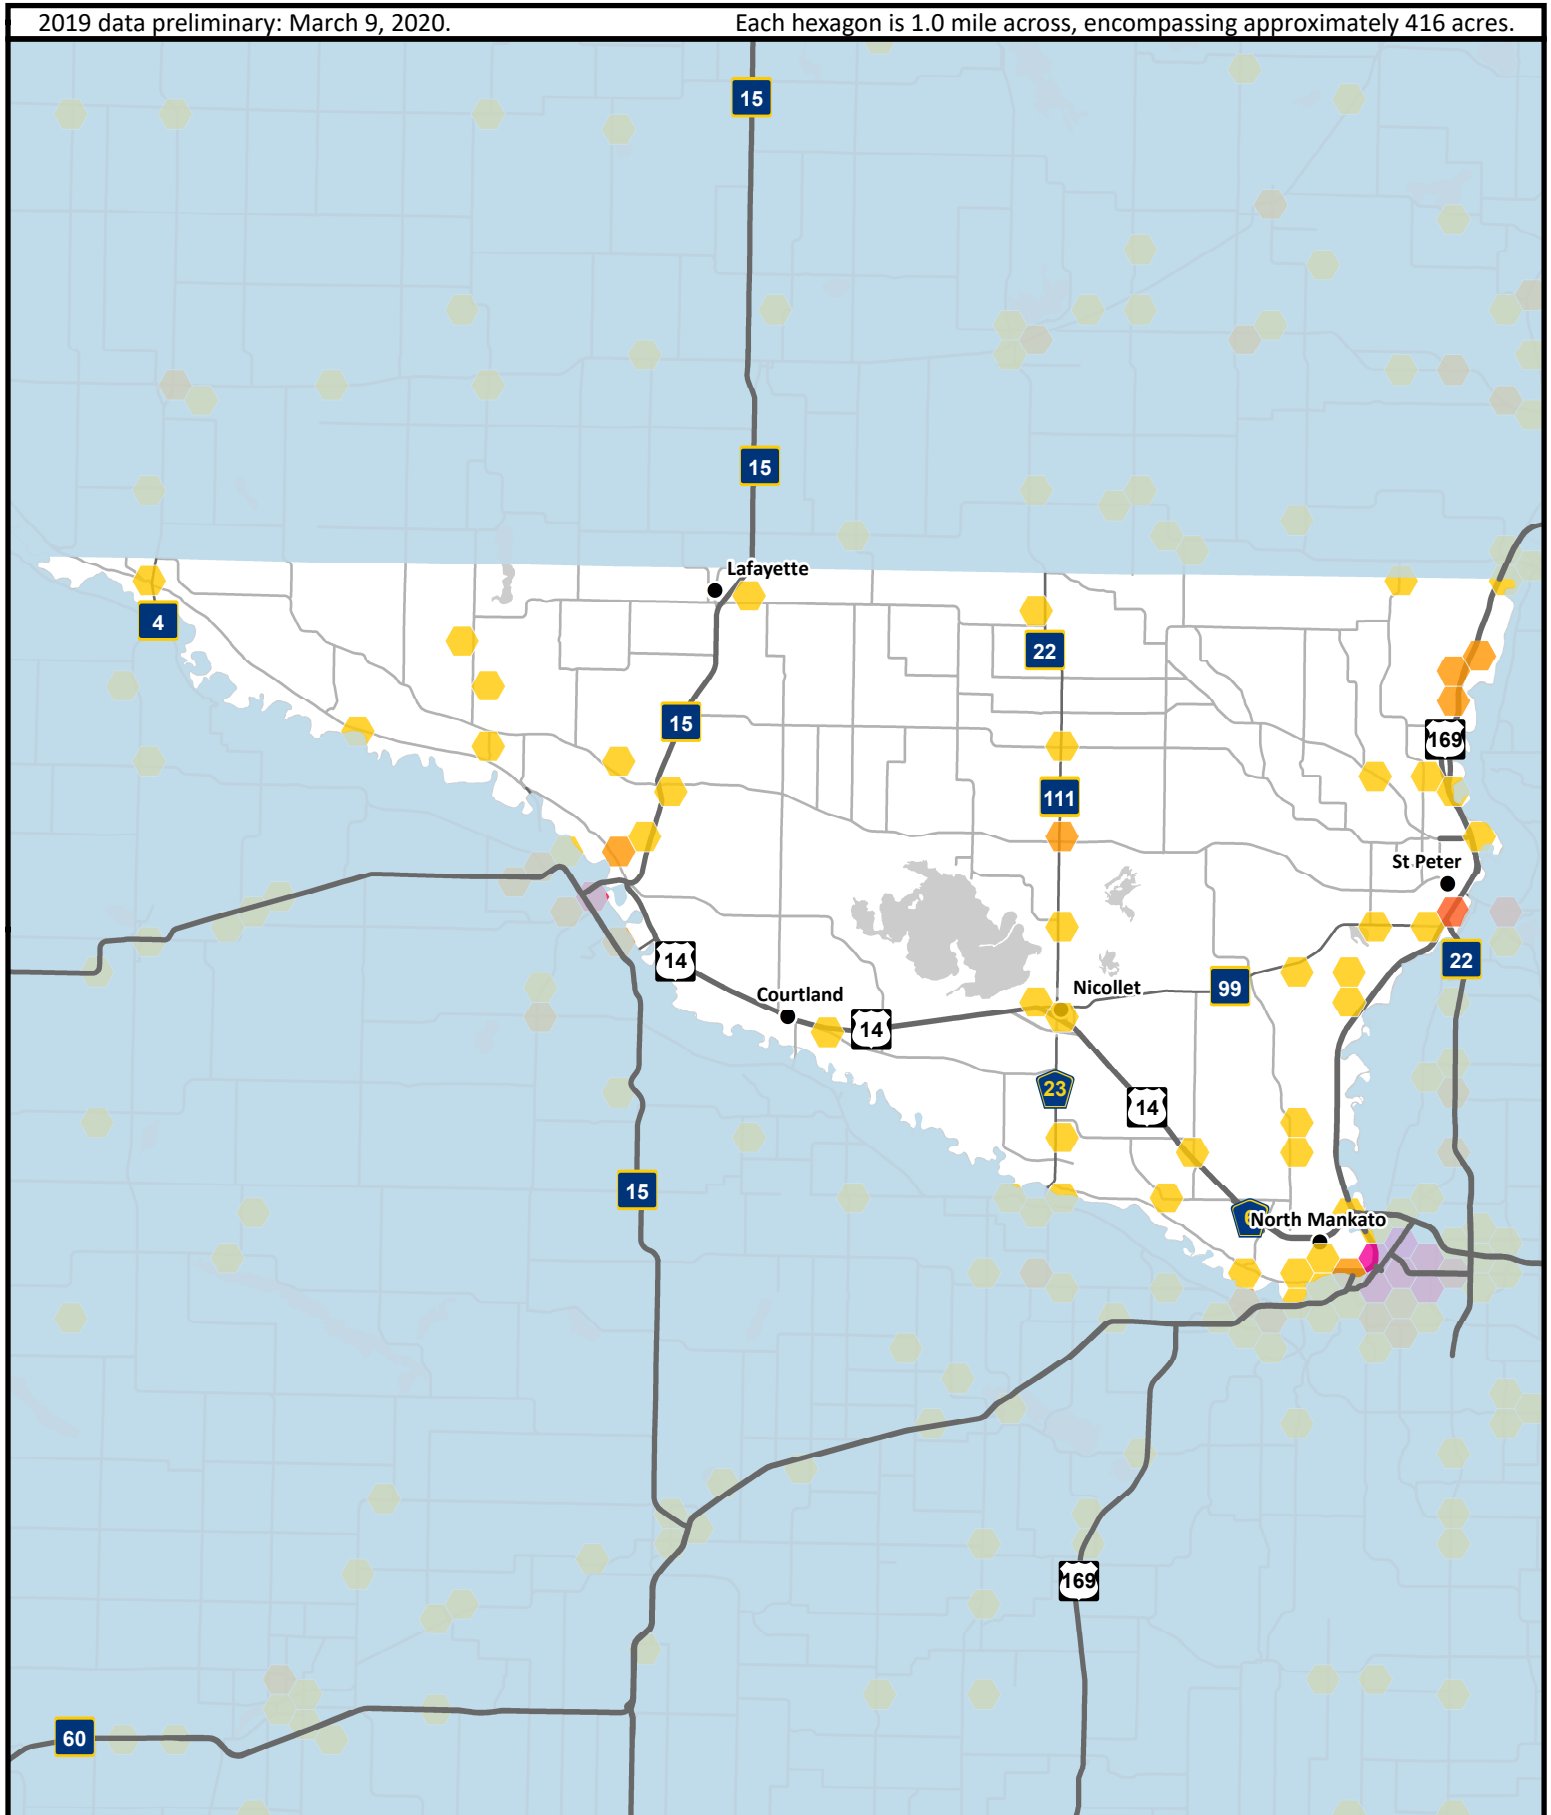 2019 data preliminary: March 9, 2020.
Each hexagon is 1.0 mile across, encompassing approximately 416 acres.
15
15
Lafayette
4
22
15
169
111
St Peter
14
22
99
Nicollet
Courtland
14
23
14
15
North Mankato
169
60